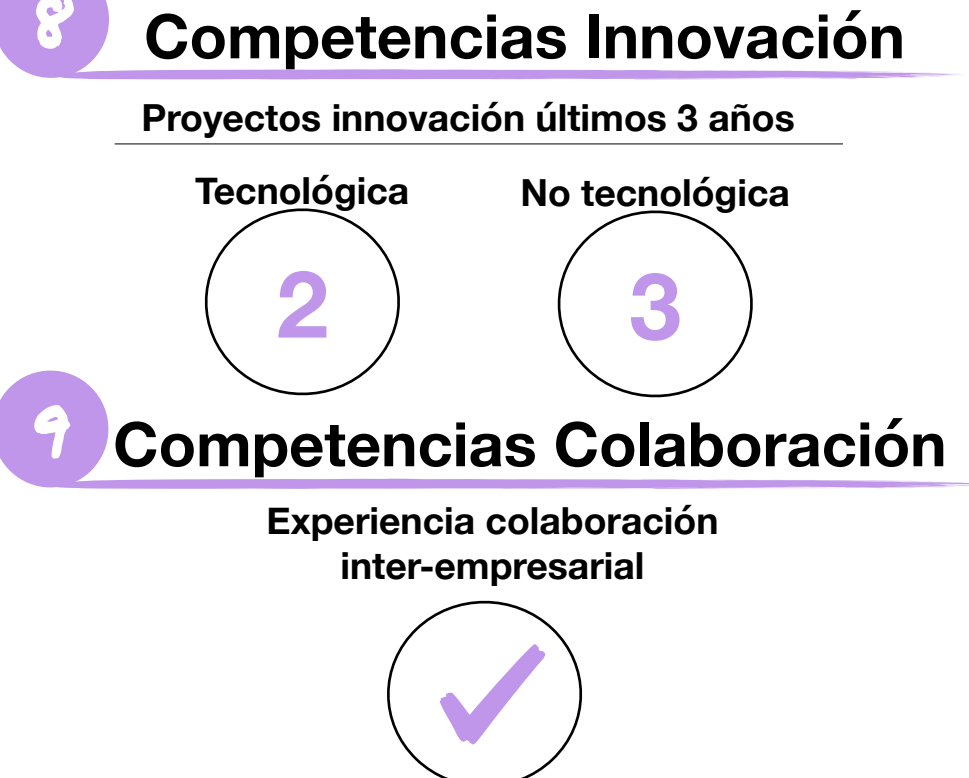 8
Competencias Innovación
Proyectos innovación últimos 3 años
Tecnológica
No tecnológica
2
3
9
Competencias Colaboración
Experiencia colaboración
inter-empresarial